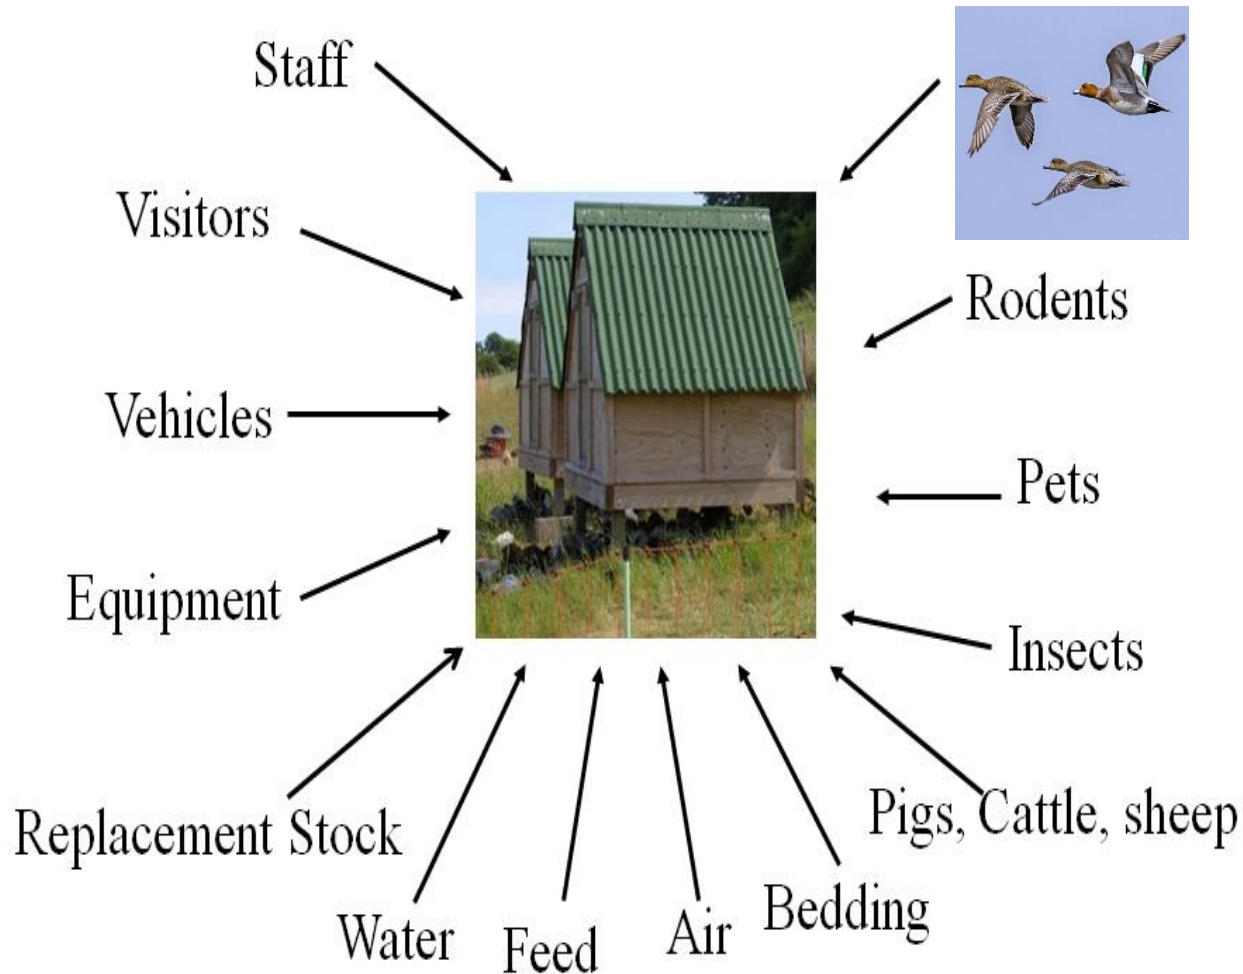 Staff
Visitors
Rodents
Vehicles
Pets
Equipment
Insects
Replacement Stock
Pigs, Cattle, sheep
Water
Feed
Air
Bedding